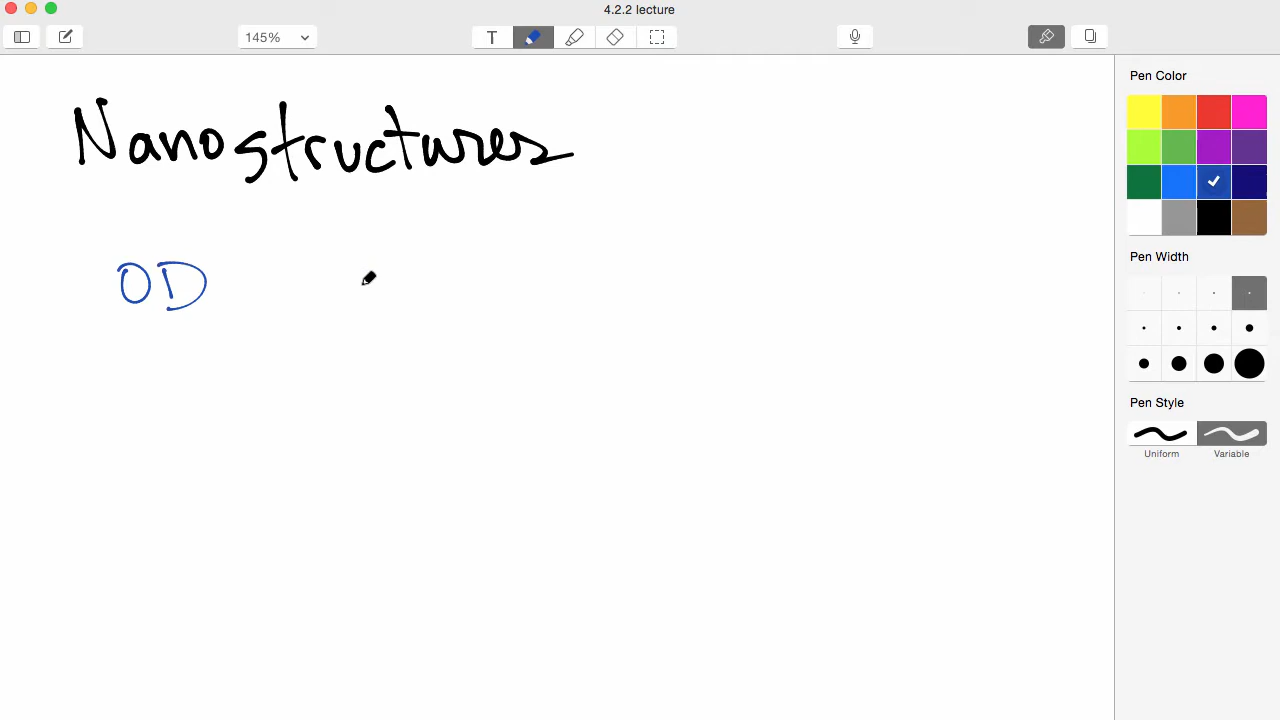 4.2.2 lecture
145%
T
Pen Color
Nanostructures
Pen Width
0D
Pen Style
Uniform Variable